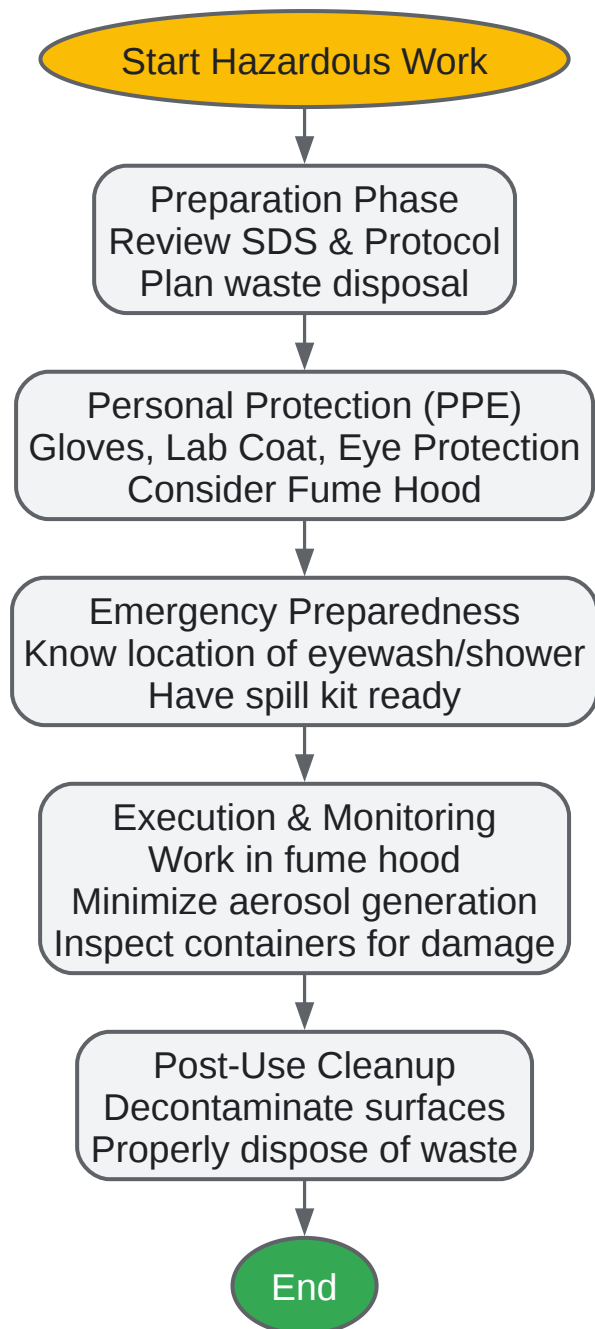 Start Hazardous Work
Preparation Phase
Review SDS & Protocol
Plan waste disposal
Personal Protection (PPE)
Gloves, Lab Coat, Eye Protection
Consider Fume Hood
Emergency Preparedness
Know location of eyewash/shower
Have spill kit ready
Execution & Monitoring
Work in fume hood
Minimize aerosol generation
Inspect containers for damage
Post-Use Cleanup
Decontaminate surfaces
Properly dispose of waste
End